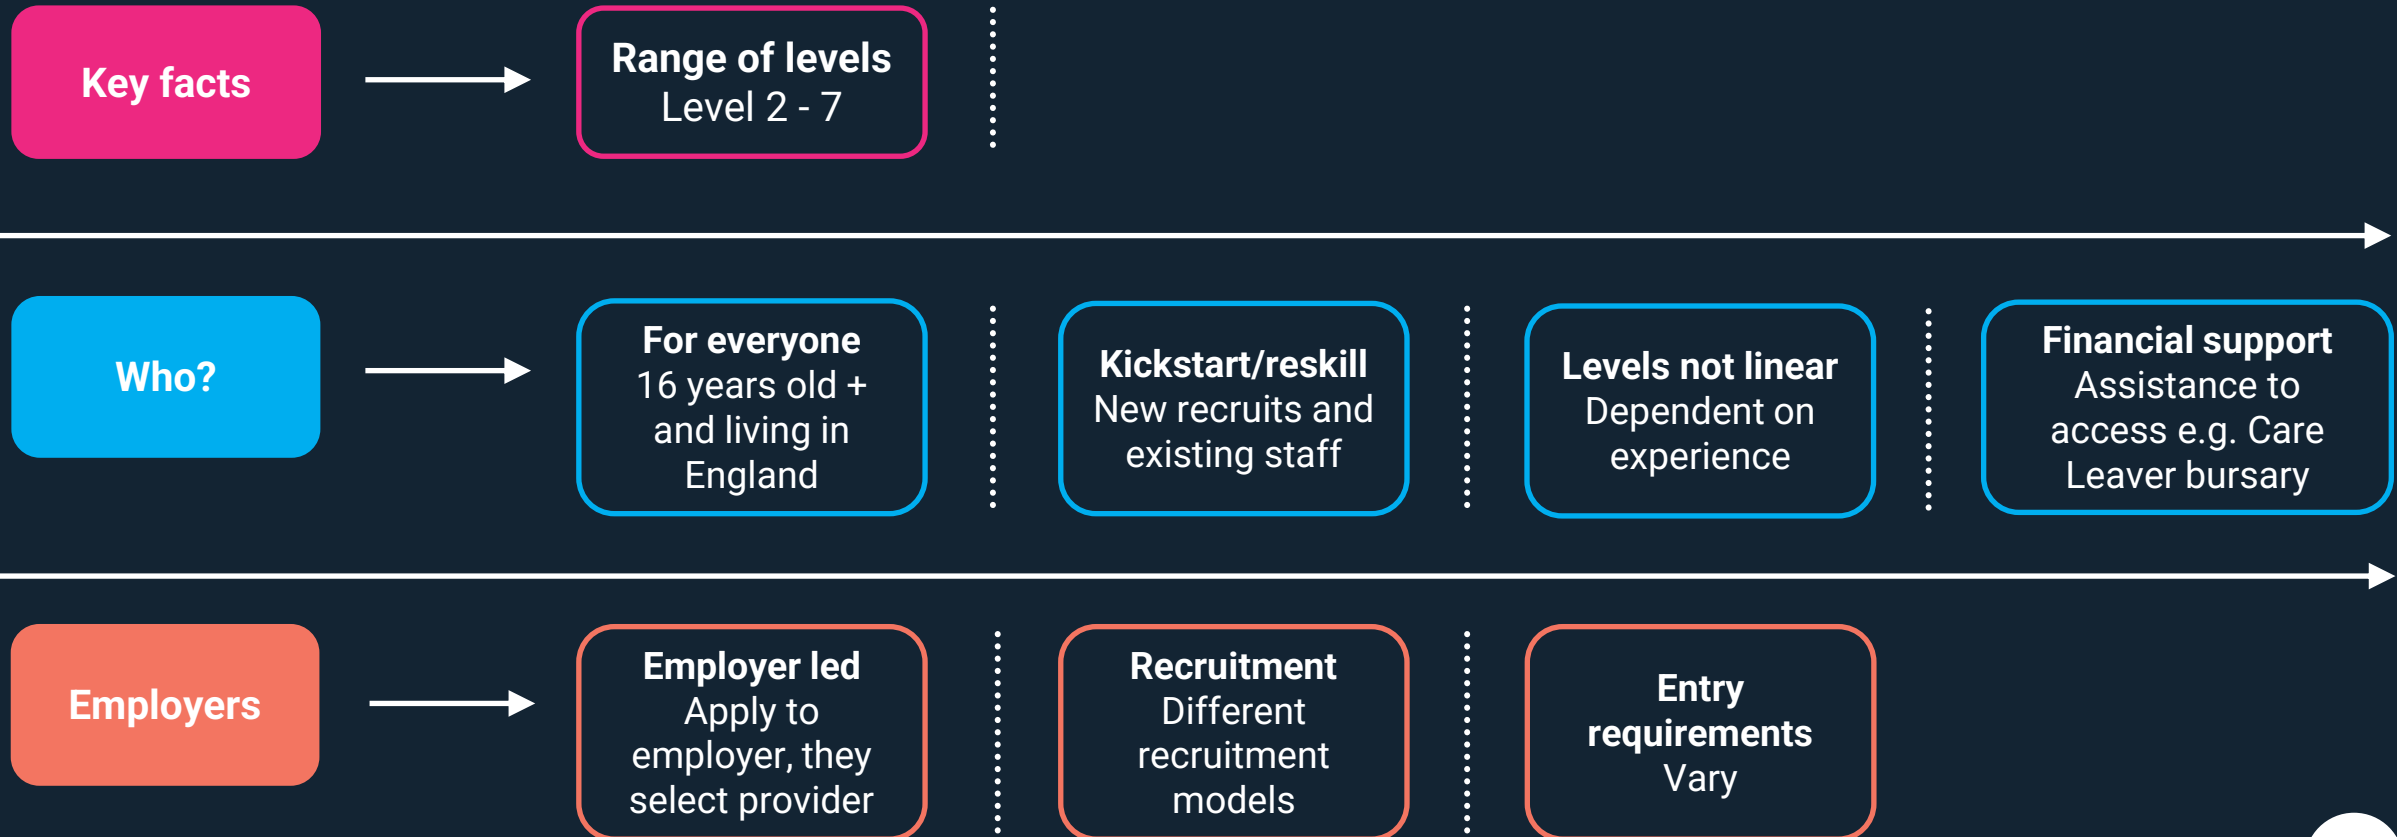 Key facts
Range of levels
Level 2 - 7
Who?
For everyone
16 years old +
and living in
England
Kickstart/reskill
New recruits and
existing staff
Levels not linear
Dependent on
experience
Financial support
Assistance to
access e.g. Care
Leaver bursary
Employers
Employer led
Apply to
employer, they
select provider
Recruitment
Different
recruitment
models
Entry
requirements
Vary